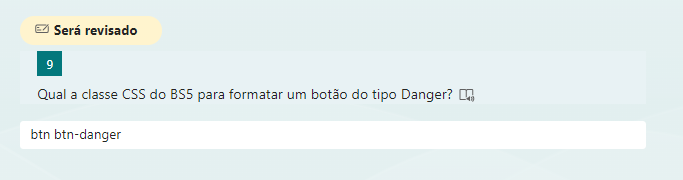 Será revisado
9
Qual a classe CSS do BS5 para formatar um botão do tipo Danger?
btn btn-danger